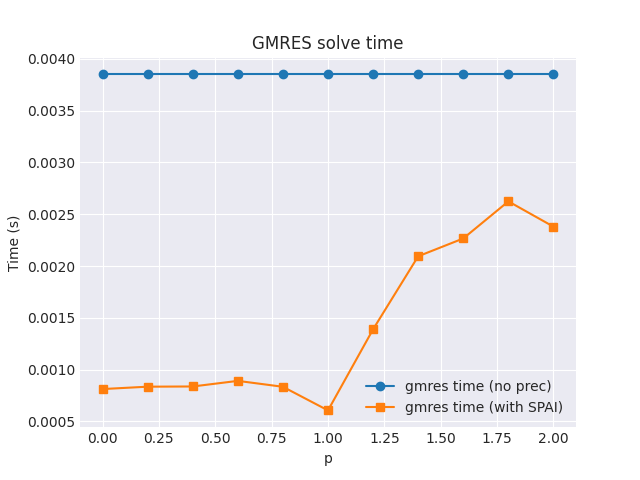 GMRES solve time
Time (s)
0.0040
0.0035
0.0030
0.0025
0.0020
0.0015
0.0010
0.0005
gmres time (no prec)
gmres time (with SPAI)
0.00 0.25 0.50 0.75 1.00 1.25 1.50 1.75 2.00
p